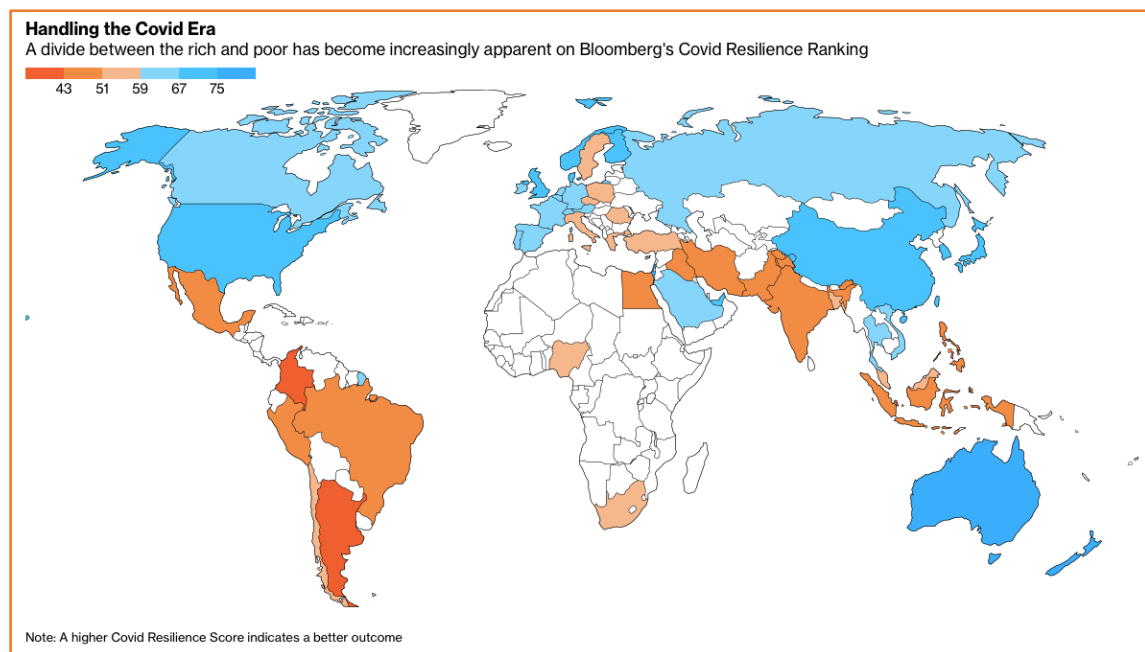 Handling the Covid Era
A divide between the rich and poor has become increasingly apparent on Bloomberg's Covid Resilience Ranking
43 51 59 67 75
Note: A higher Covid Resilience Score indicates a better outcome